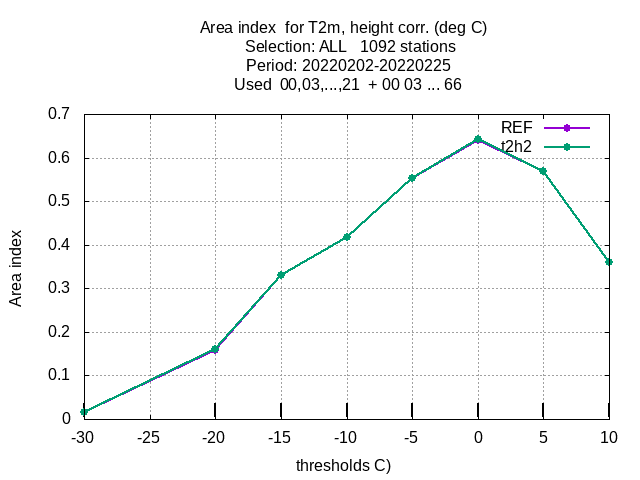 Area index  for T2m, height corr. (deg C)
Selection: ALL   1092 stations
Period: 20220202-20220225
Used  00,03,...,21  + 00 03 ... 66
REF
t2h2
Area index
0.7
0.6
0.5
0.4
0.3
0.2
0.1
0
-30 -25 -20 -15 -10 -5 0 5 10
thresholds C)